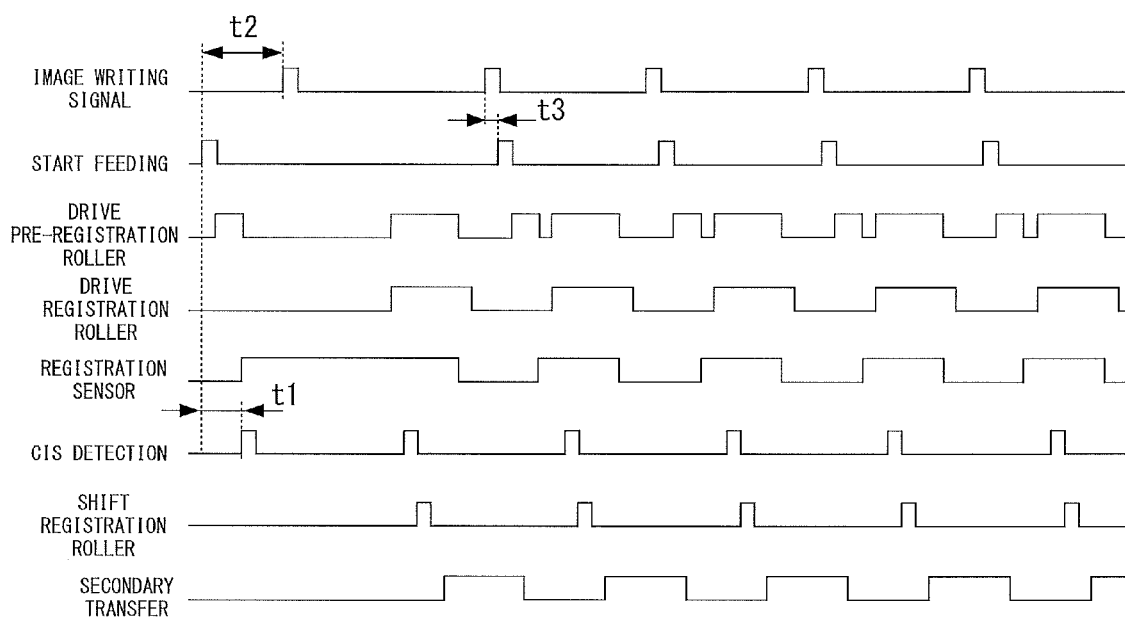 t2
IMAGE WRITING
SIGNAL
t3
START FEEDING
DRIVE
PRE-REGISTRATION
ROLLER
DRIVE
REGISTRATION
ROLLER
REGISTRATION
SENSOR
t1
CIS DETECTION
SHIFT
REGISTRATION
ROLLER
SECONDARY
TRANSFER